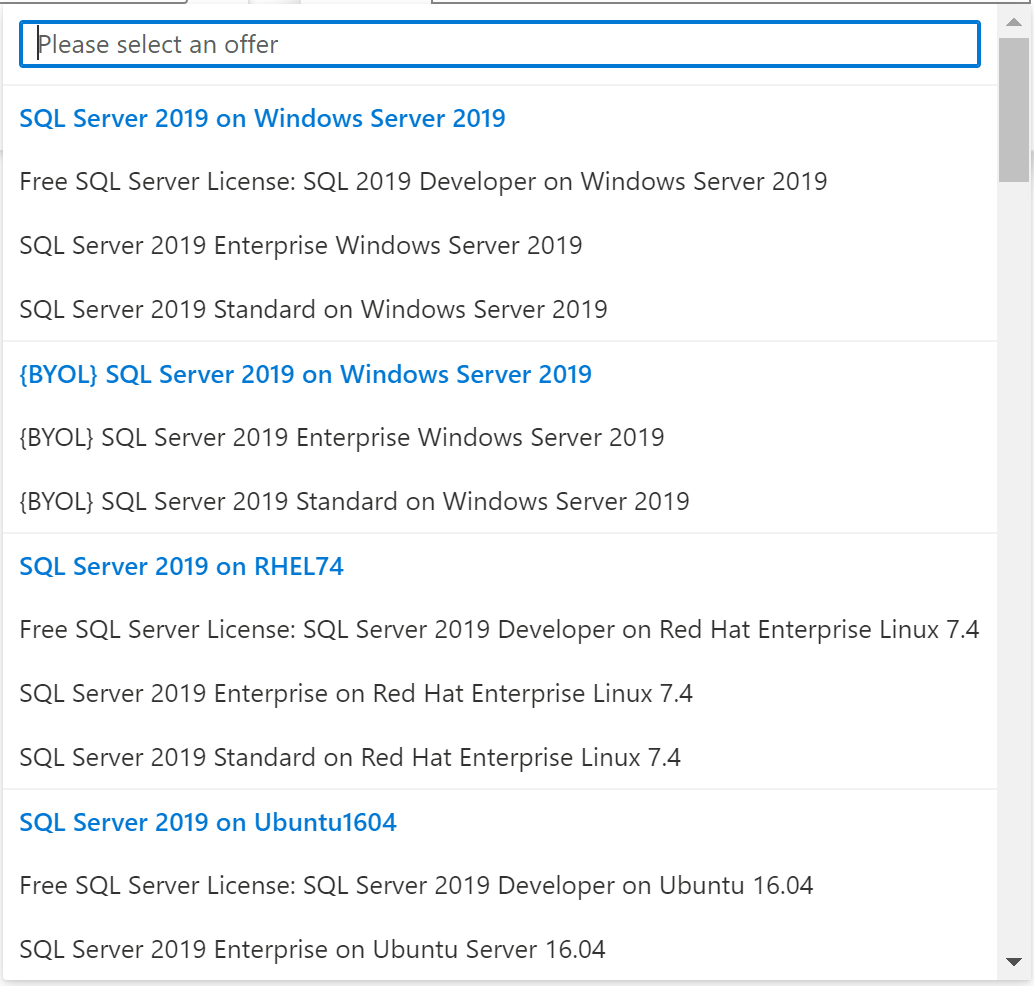 Please select an offer
SQL Server 2019 on Windows Server 2019
Free SQL Server License: SQL 2019 Developer on Windows Server 2019
SQL Server 2019 Enterprise Windows Server 2019
SQL Server 2019 Standard on Windows Server 2019
{BYOL} SQL Server 2019 on Windows Server 2019
{BYOL} SQL Server 2019 Enterprise Windows Server 2019
{BYOL} SQL Server 2019 Standard on Windows Server 2019
SQL Server 2019 on RHEL74
Free SQL Server License: SQL Server 2019 Developer on Red Hat Enterprise Linux 7.4
SQL Server 2019 Enterprise on Red Hat Enterprise Linux 7.4
SQL Server 2019 Standard on Red Hat Enterprise Linux 7.4
SQL Server 2019 on Ubuntu1604
Free SQL Server License: SQL Server 2019 Developer on Ubuntu 16.04
SQL Server 2019 Enterprise on Ubuntu Server 16.04